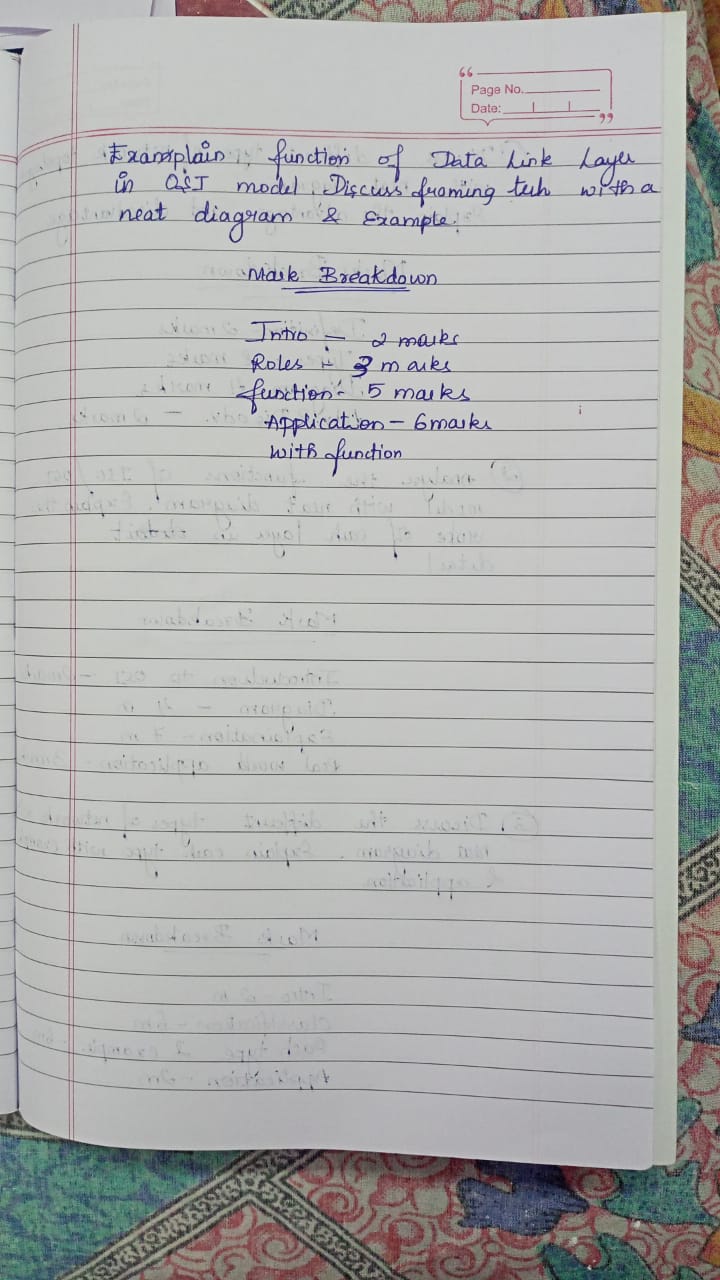 “
Page No.
Date:
”
Exanxplain function of Data Link Layer
in OSI model Discuss framing tech with a
neat diagram & Example.
Mark Breakdown
Intro - 2 marks
Roles - 3 marks
function - 5 marks
Application - 6 marks
with function